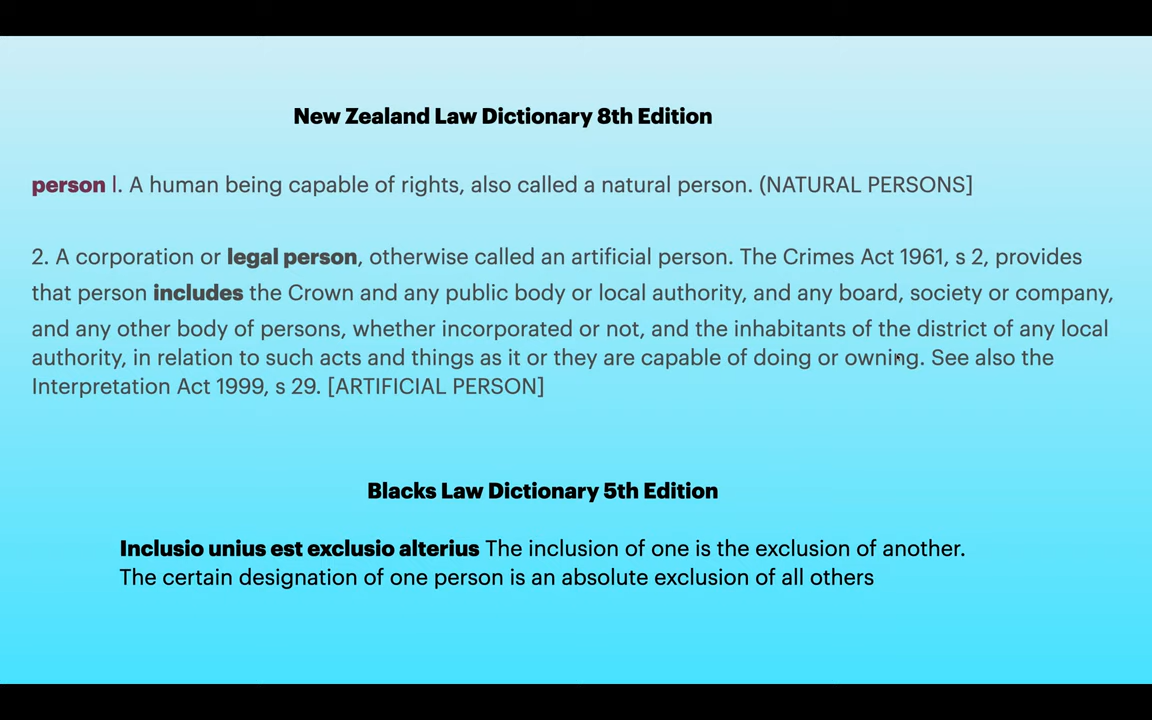 New Zealand Law Dictionary 8th Edition
person l. A human being capable of rights, also called a natural person. (NATURAL PERSONS]
2. A corporation or legal person, otherwise called an artificial person. The Crimes Act 1961, s 2, provides
that person includes the Crown and any public body or local authority, and any board, society or company,
and any other body of persons, whether incorporated or not, and the inhabitants of the district of any local
authority, in relation to such acts and things as it or they are capable of doing or owning. See also the
Interpretation Act 1999, s 29. [ARTIFICIAL PERSON]
Blacks Law Dictionary 5th Edition
Inclusio unius est exclusio alterius The inclusion of one is the exclusion of another.
The certain designation of one person is an absolute exclusion of all others